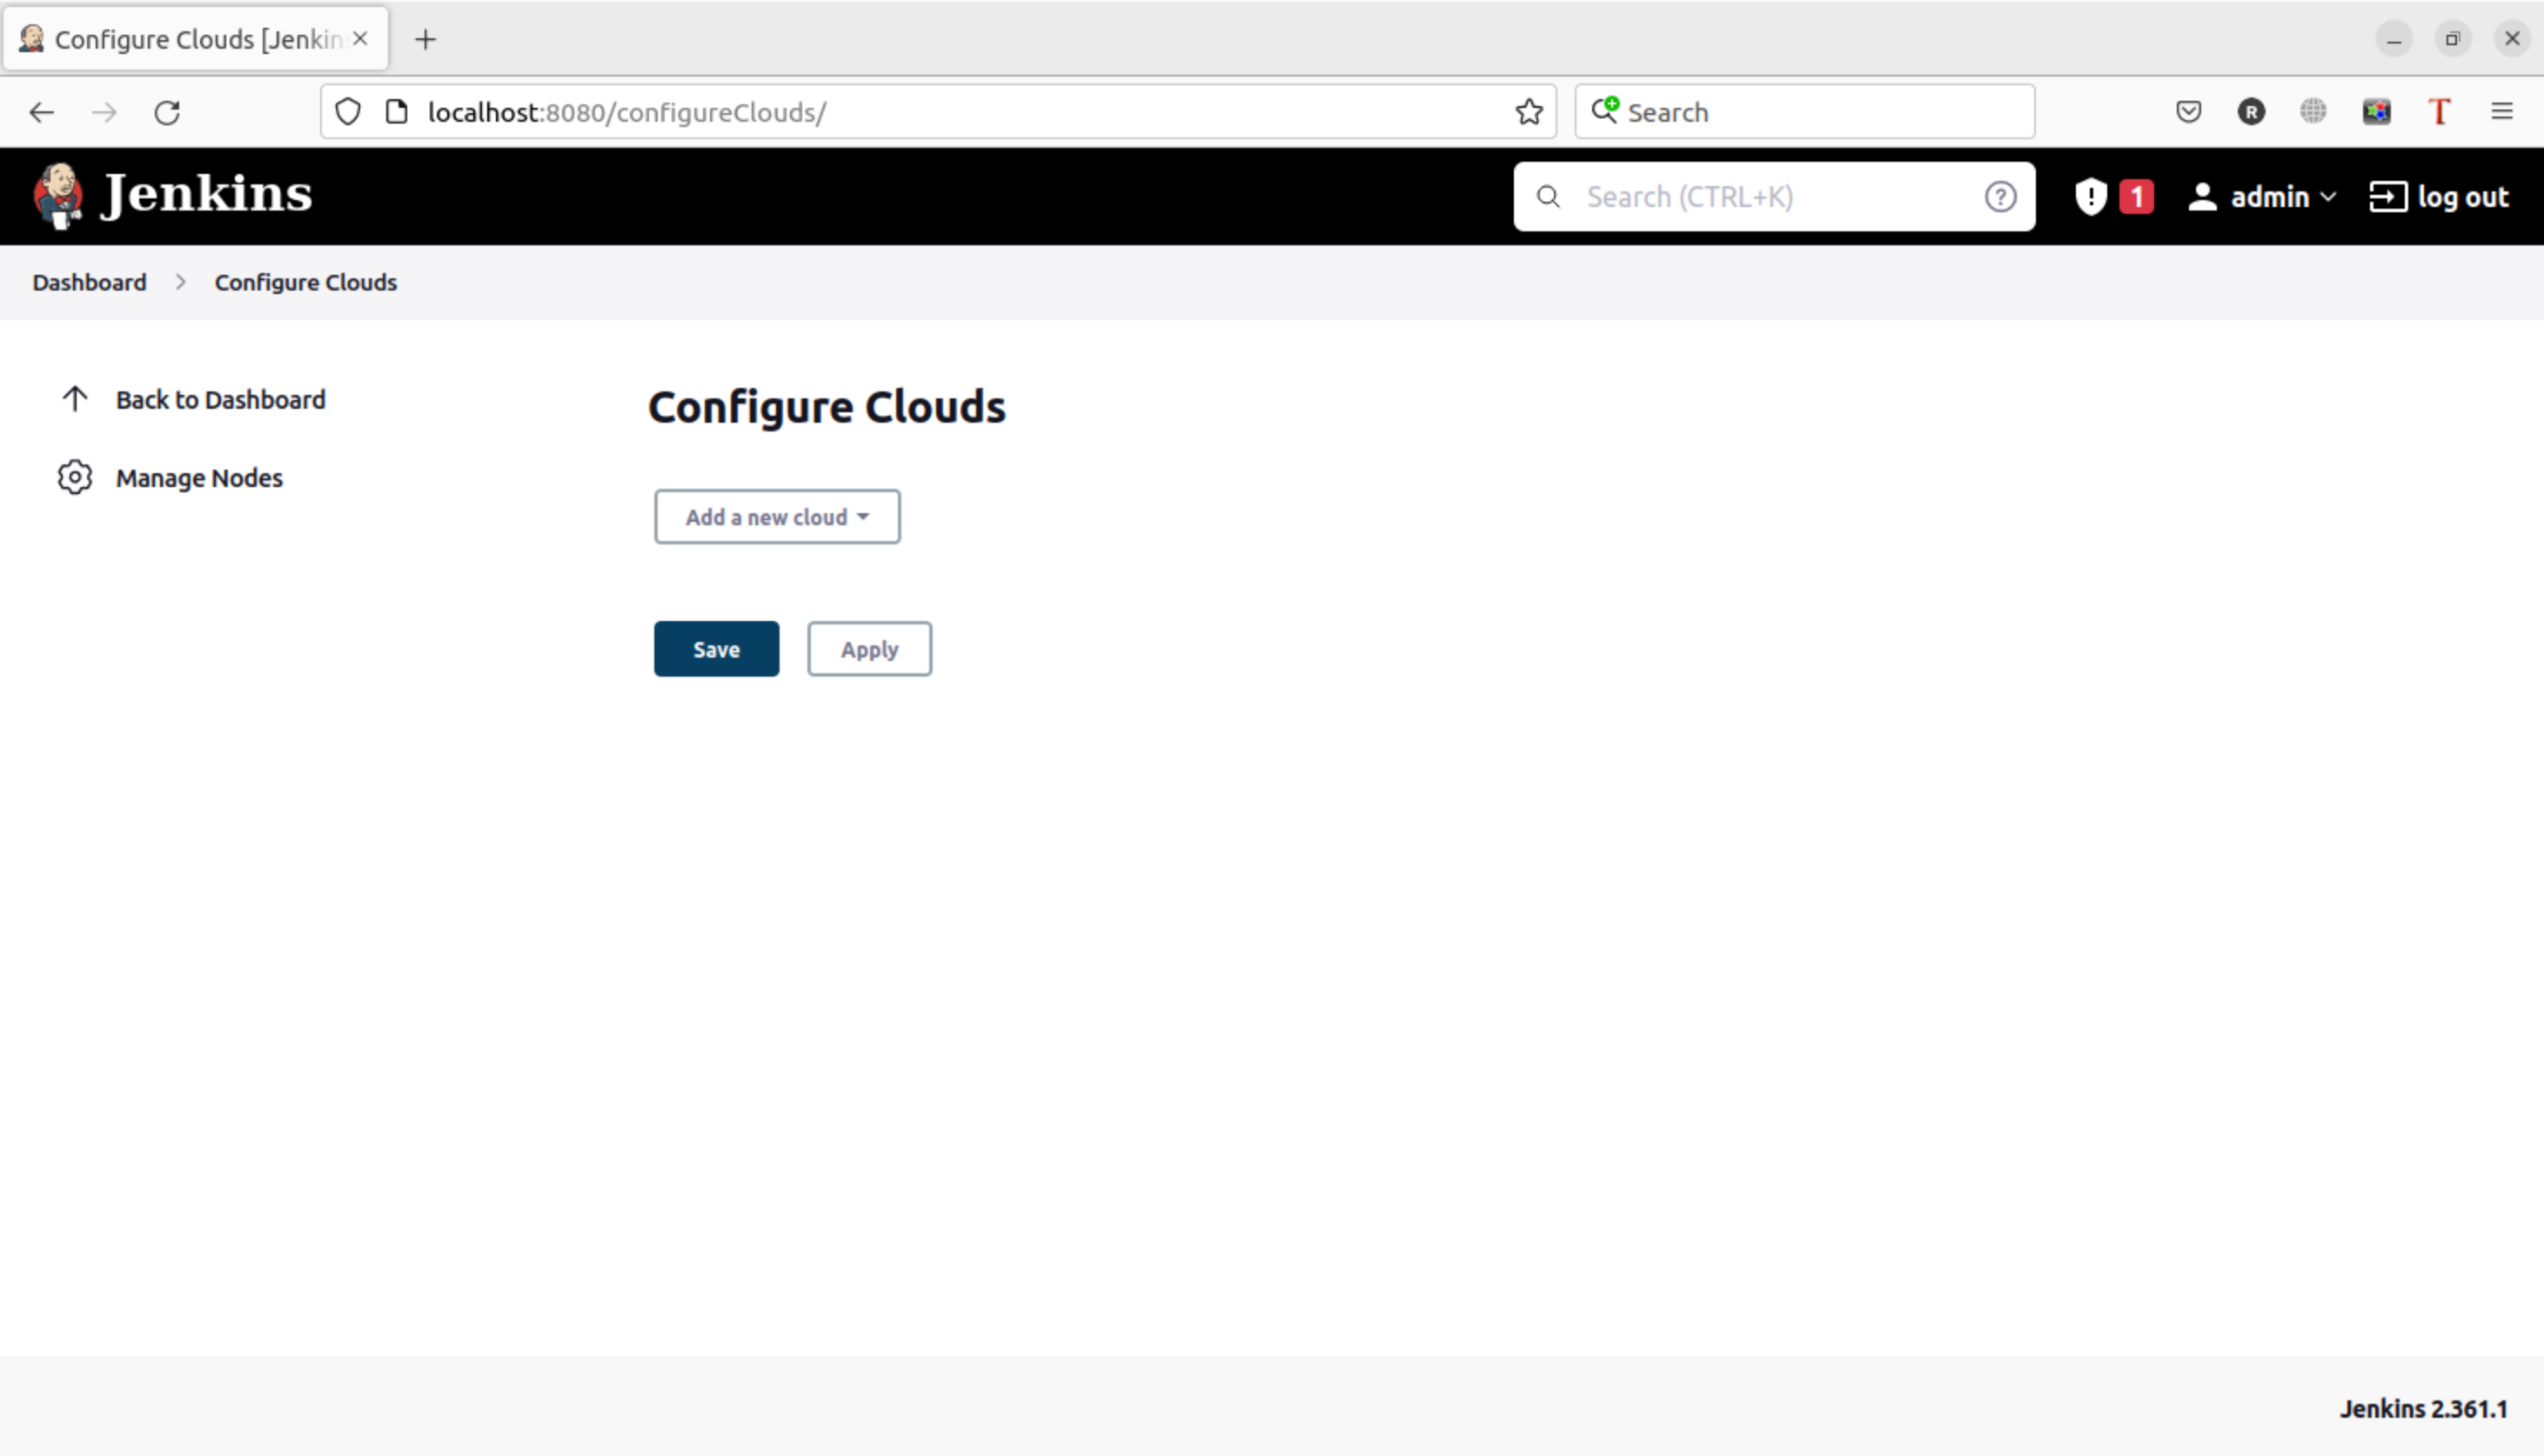 Configure Clouds [Jenkin
localhost:8080/configureClouds/
Search
R
T
Jenkins
Search (CTRL+K)
1
admin
log out
Dashboard
Configure Clouds
Back to Dashboard
Manage Nodes
Configure Clouds
Add a new cloud
Save
Apply
Jenkins 2.361.1